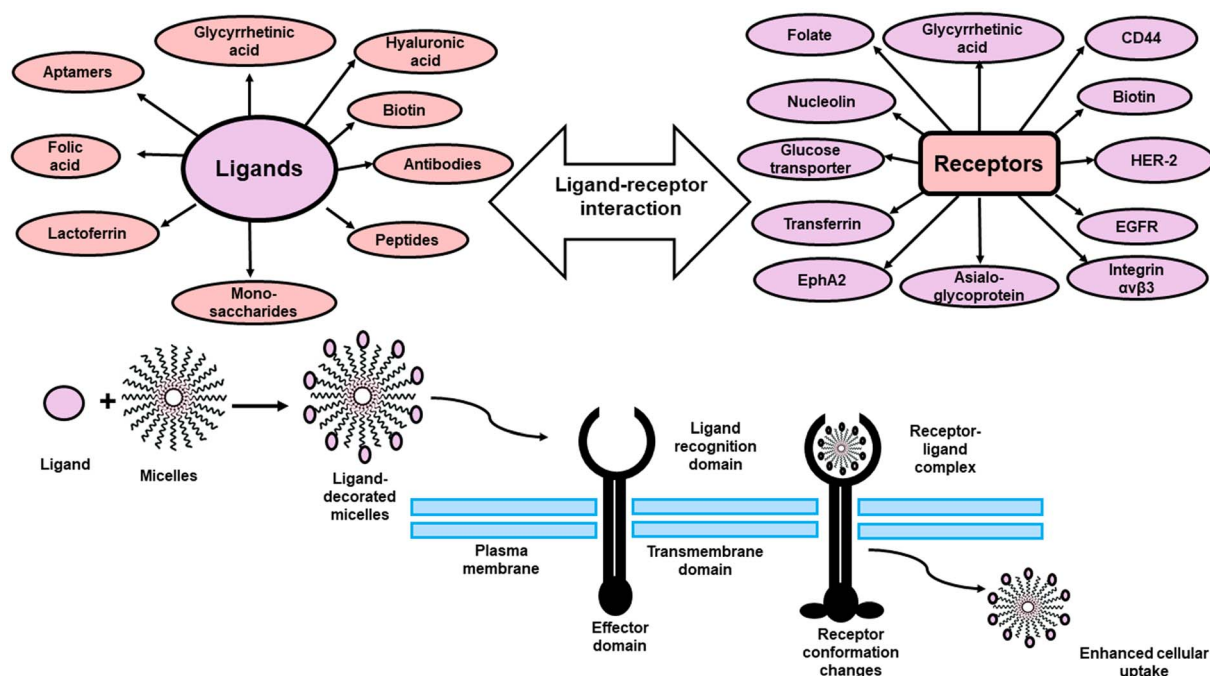 Glycyrrhetinic
acid
Hyaluronic
acid
Aptamers
Biotin
Folic
acid
Ligands
Antibodies
Lactoferrin
Peptides
Mono-
saccharides
Ligand-receptor
interaction
Folate
Glycyrrhetinic
acid
CD44
Nucleolin
Biotin
Glucose
transporter
Receptors
HER-2
Transferrin
EGFR
EphA2
Asialo-
glycoprotein
Integrin
αvβ3
+
Ligand
Micelles
Ligand-
decorated
micelles
Ligand
recognition
domain
Receptor-
ligand
complex
Plasma
membrane
Transmembrane
domain
Effector
domain
Receptor
conformation
changes
Enhanced cellular
uptake